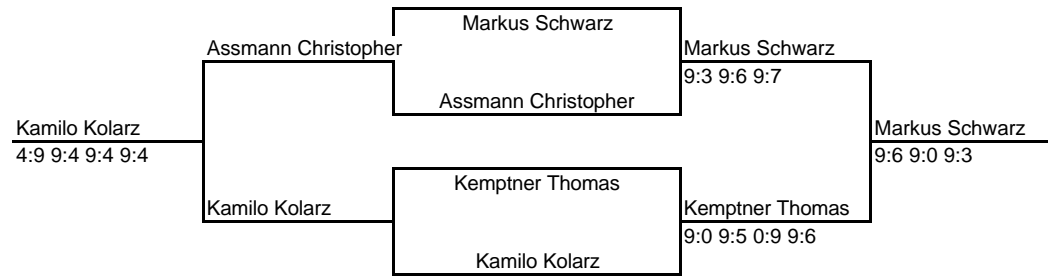 Markus Schwarz
Assmann Christopher
Markus Schwarz
9:3 9:6 9:7
Assmann Christopher
Kamilo Kolarz
4:9 9:4 9:4 9:4
Markus Schwarz
9:6 9:0 9:3
Kemptner Thomas
Kamilo Kolarz
Kemptner Thomas
9:0 9:5 0:9 9:6
Kamilo Kolarz